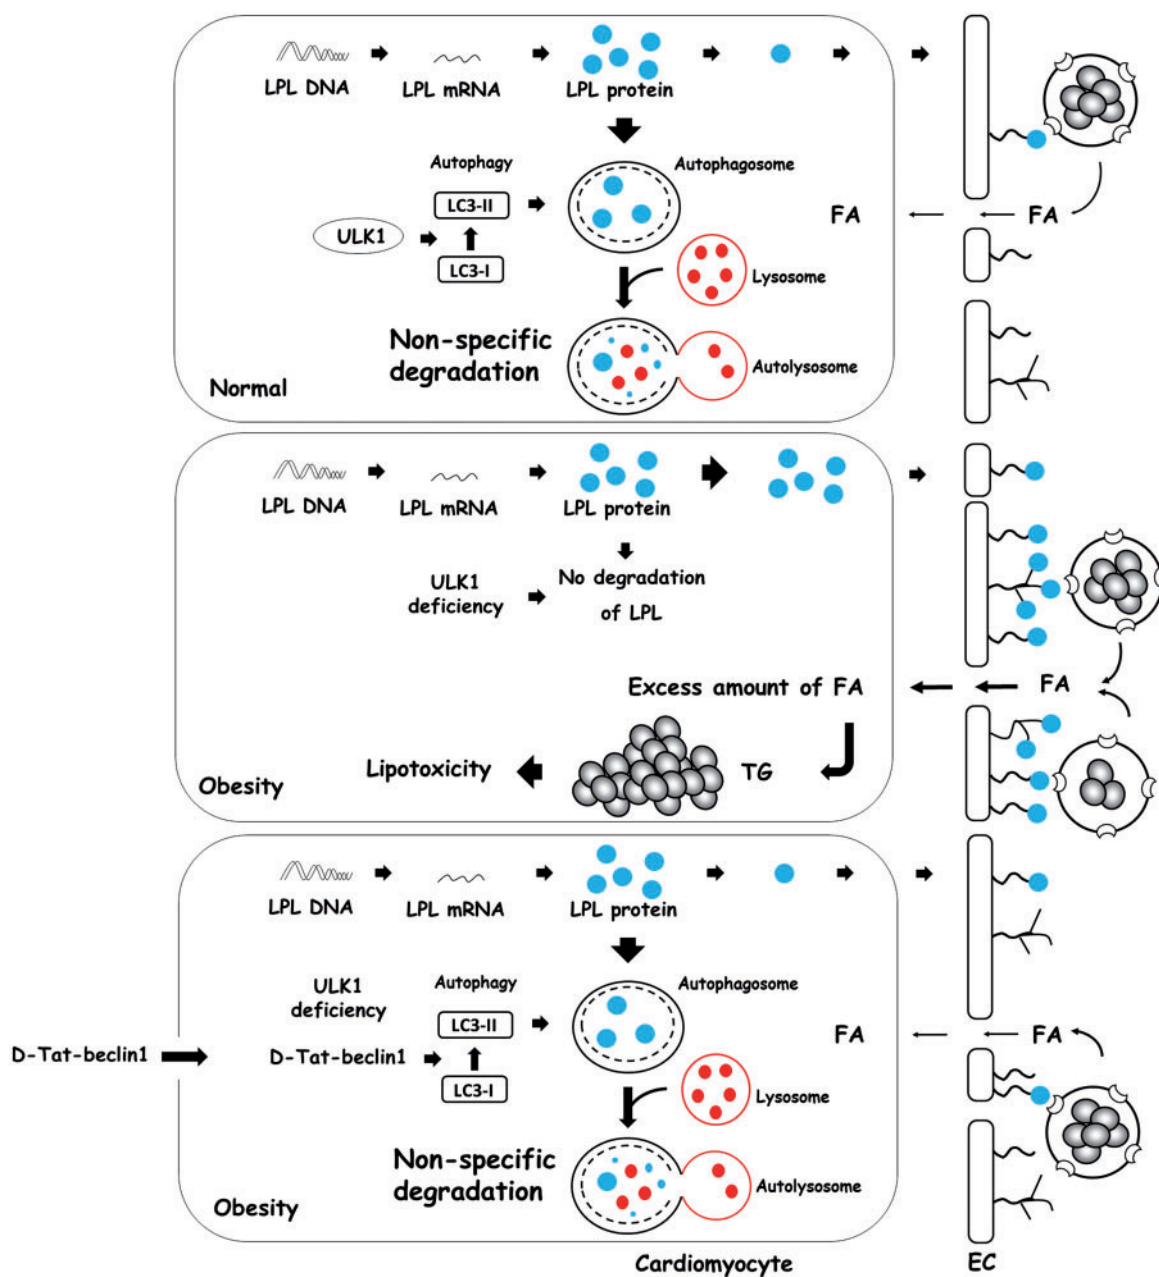 LPL DNA
LPL mRNA
LPL protein
Autophagy
Autophagosome
LC3-II
ULK1
LC3-I
FA
FA
Lysosome
Non-specific
degradation
Autolysosome
Normal
LPL DNA
LPL mRNA
LPL protein
ULK1
deficiency
No degradation
of LPL
Excess amount of FA
FA
Lipotoxicity
TG
Obesity
LPL DNA
LPL mRNA
LPL protein
ULK1
deficiency
Autophagy
Autophagosome
LC3-II
D-Tat-beclin1
D-Tat-beclin1
LC3-I
FA
FA
Lysosome
Non-specific
degradation
Autolysosome
Obesity
Cardiomyocyte
EC